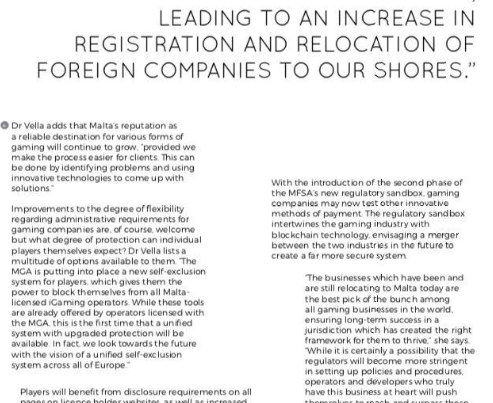 LEADING TO AN INCREASE IN
REGISTRATION AND RELOCATION OF
FOREIGN COMPANIES TO OUR SHORES.”
Dr Vella adds that Malta's reputation as
a reliable destination for various forms of
gaming will continue to grow, "provided we
make the process easier for clients. This can
be done by identifying problems and using
innovative technologies to come up with
solutions."
Improvements to the degree of flexibility
regarding administrative requirements for
gaming companies are, of course, welcome
but what degree of protection can individual
players themselves expect? Dr Vella lists a
multitude of options available to them. "The
MGA is putting into place a new self-exclusion
system for players, which gives them the
power to block themselves from all Malta-
licensed iGaming operators. While these tools
are already offered by operators licensed with
the MGA, this is the first time that a unified
system with upgraded protection will be
available. In fact, we look towards the future
with the vision of a unified self-exclusion
system across all of Europe."
Players will benefit from disclosure requirements on all
pages on licence holder websites, as well as increased
With the introduction of the second phase of
the MFSA's new regulatory sandbox, gaming
companies may now test other innovative
methods of payment. The regulatory sandbox
intertwines the gaming industry with
blockchain technology, envisaging a merger
between the two industries in the future to
create a far more secure system.
"The businesses which have been and
are still relocating to Malta today are
the best pick of the bunch among
all gaming businesses in the world,
ensuring long-term success in a
jurisdiction which has created the right
framework for them to thrive," she says.
"While it is certainly a possibility that the
regulators will become more stringent
in setting up policies and procedures,
operators and developers who truly
have this business at heart will push
themselves to reach and surpass these